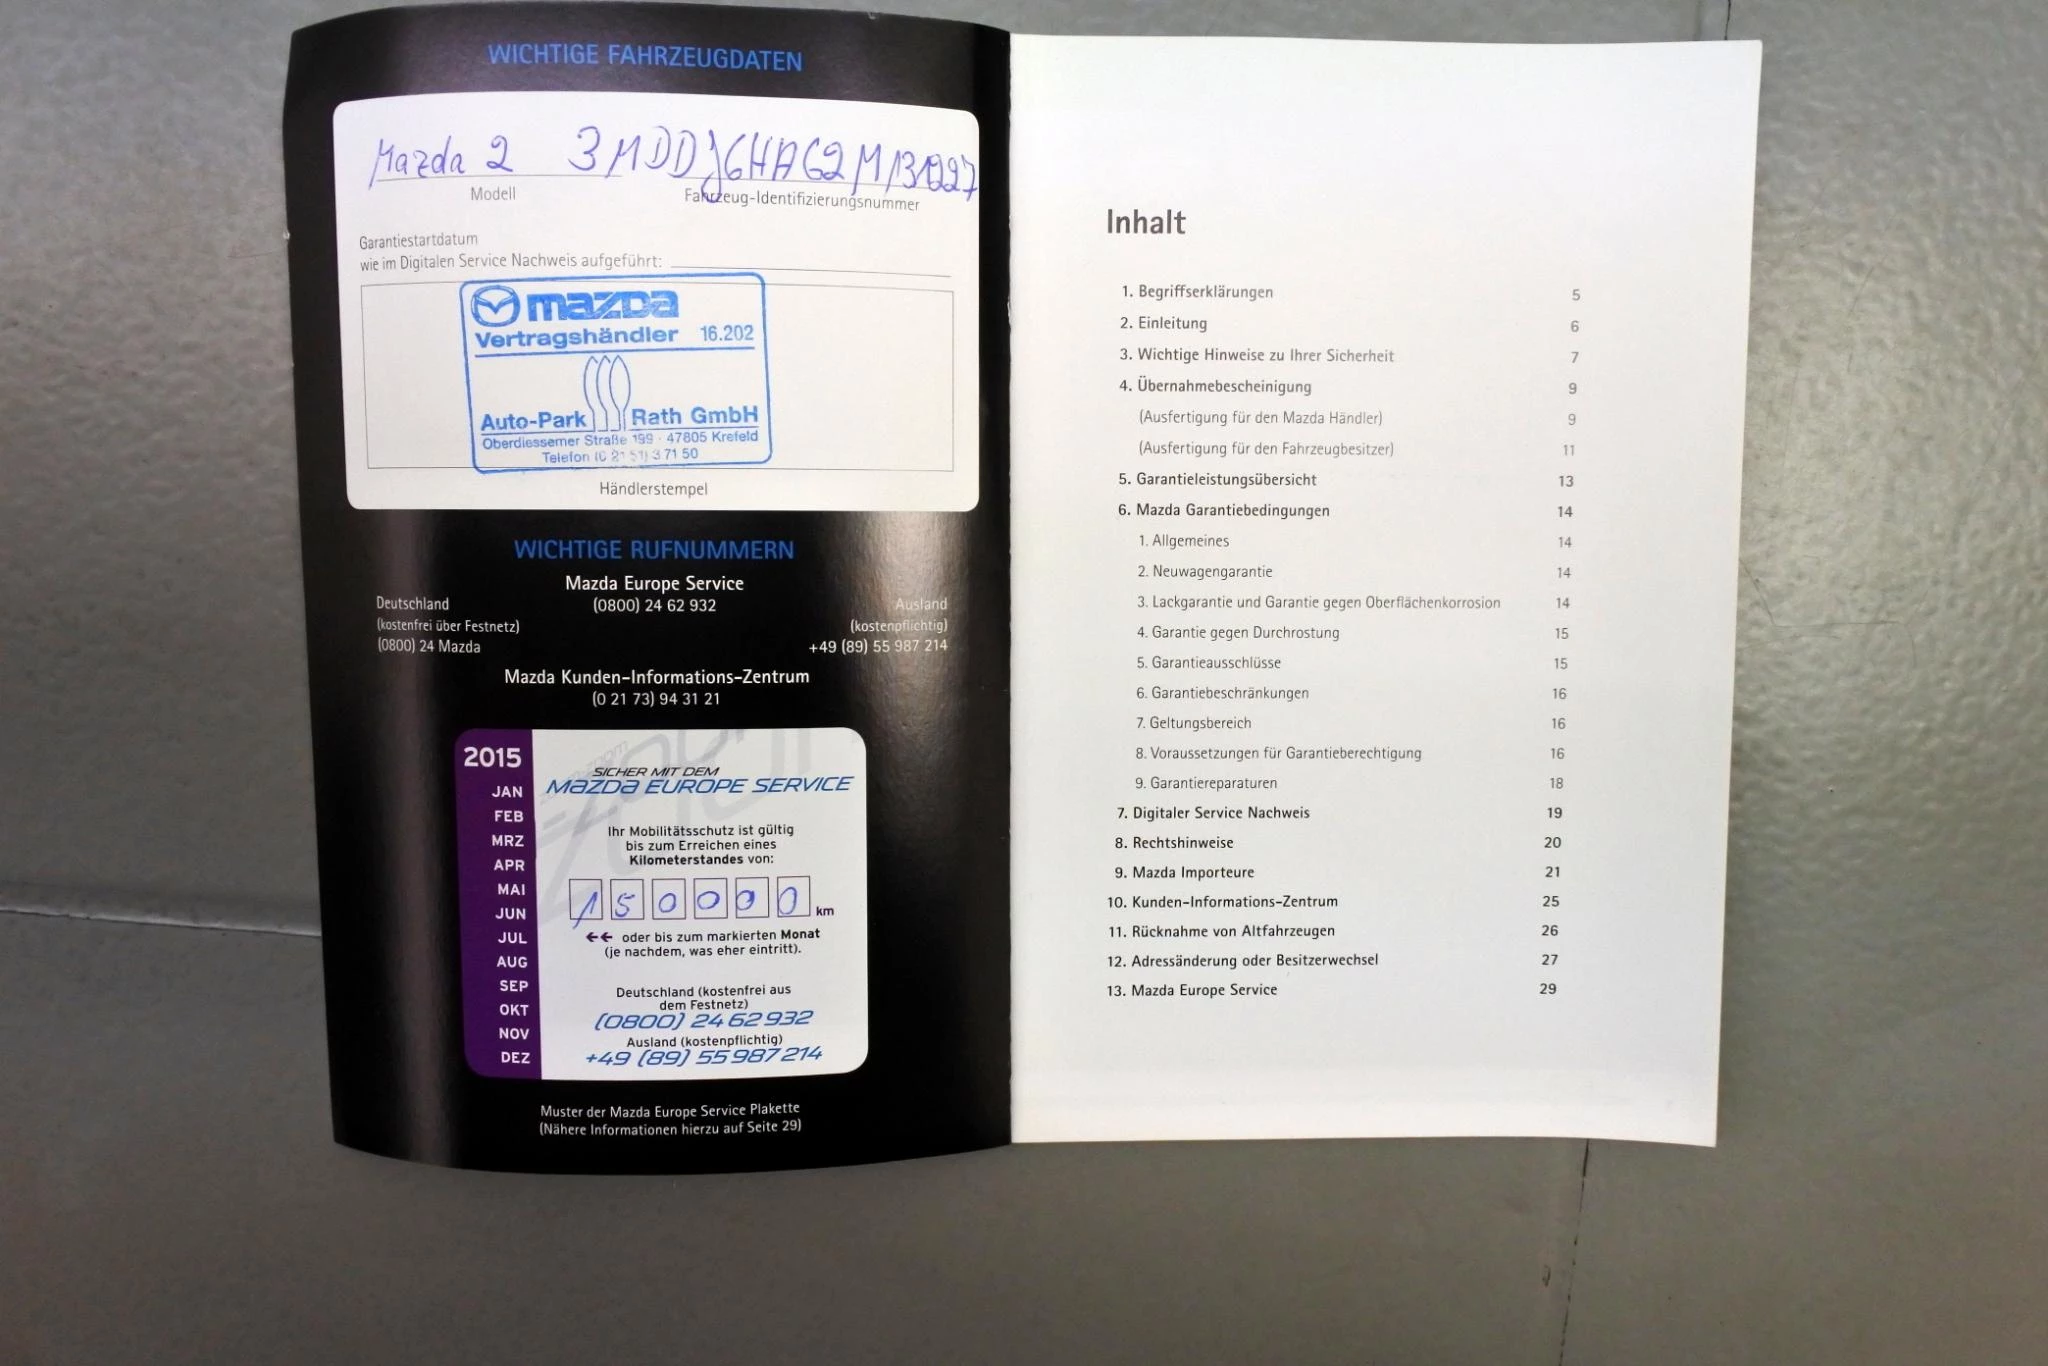 WICHTIGE FAHRZEUGDATEN
Mazda 2
Modell
Fahrzeug-Identifizierungsnummer
Garantiestartdatum
wie im Digitalen Service Nachweis aufgeführt:
mazda
Vertragshändler 16.202
Auto-Park Rath GmbH
Oberdiessemer Straße 199 · 47805 Krefeld
Telefon (0 21 51) 3 71 50
Händlerstempel
WICHTIGE RUFNUMMERN
Mazda Europe Service
(0800) 24 62 932
Deutschland
(kostenfrei über Festnetz)
(0800) 24 Mazda
Ausland
(kostenpflichtig)
+49 (89) 55 987 214
Mazda Kunden-Informations-Zentrum
(0 21 73) 94 31 21
2015
JAN
FEB
MRZ
APR
MAI
JUN
JUL
AUG
SEP
OKT
NOV
DEZ
SICHER MIT DEM
mazda EUROPE SERVICE
Ihr Mobilitätsschutz ist gültig
bis zum Erreichen eines
Kilometerstandes von:
150000 km
←← oder bis zum markierten Monat
(je nachdem, was eher eintritt).
Deutschland (kostenfrei aus
dem Festnetz)
(0800) 24 62 932
Ausland (kostenpflichtig)
+49 (89) 55 987 214
Muster der Mazda Europe Service Plakette
(Nähere Informationen hierzu auf Seite 29)
Inhalt
1. Begriffserklärungen 5
2. Einleitung 6
3. Wichtige Hinweise zu Ihrer Sicherheit 7
4. Übernahmebescheinigung 9
(Ausfertigung für den Mazda Händler) 9
(Ausfertigung für den Fahrzeugbesitzer) 11
5. Garantieleistungsübersicht 13
6. Mazda Garantiebedingungen 14
1. Allgemeines 14
2. Neuwagengarantie 14
3. Lackgarantie und Garantie gegen Oberflächenkorrosion 14
4. Garantie gegen Durchrostung 15
5. Garantieausschlüsse 15
6. Garantiebeschränkungen 16
7. Geltungsbereich 16
8. Voraussetzungen für Garantieberechtigung 16
9. Garantiereparaturen 18
7. Digitaler Service Nachweis 19
8. Rechtshinweise 20
9. Mazda Importeure 21
10. Kunden-Informations-Zentrum 25
11. Rücknahme von Altfahrzeugen 26
12. Adressänderung oder Besitzerwechsel 27
13. Mazda Europe Service 29